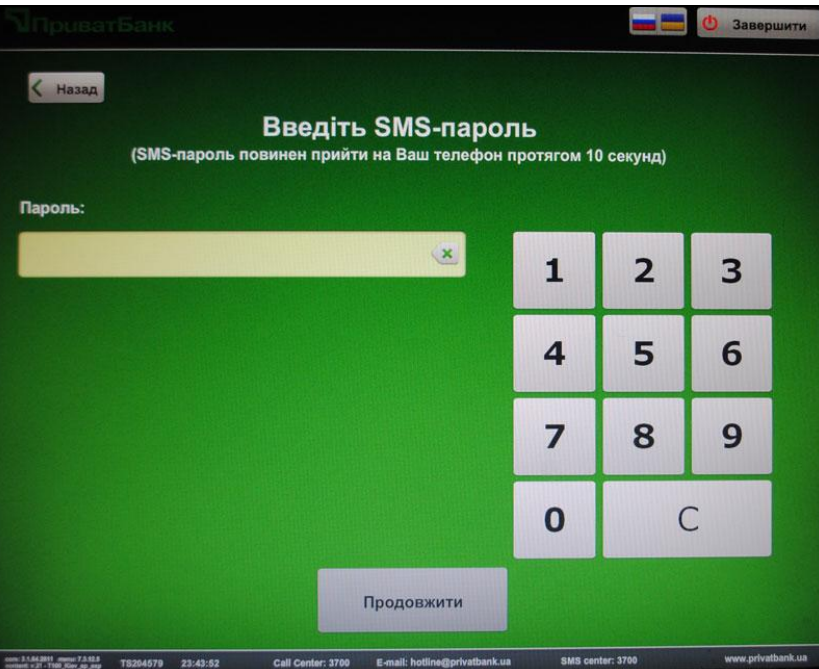 ПриватБанк
Завершити
Назад
Введіть SMS-пароль
(SMS-пароль повинен прийти на Ваш телефон протягом 10 секунд)
Пароль:
1 2 3
4 5 6
7 8 9
0 C
Продовжити
TS204579 23:43:52 Call Center: 3700 E-mail: hotline@privatbank.ua SMS center: 3700 www.privatbank.ua